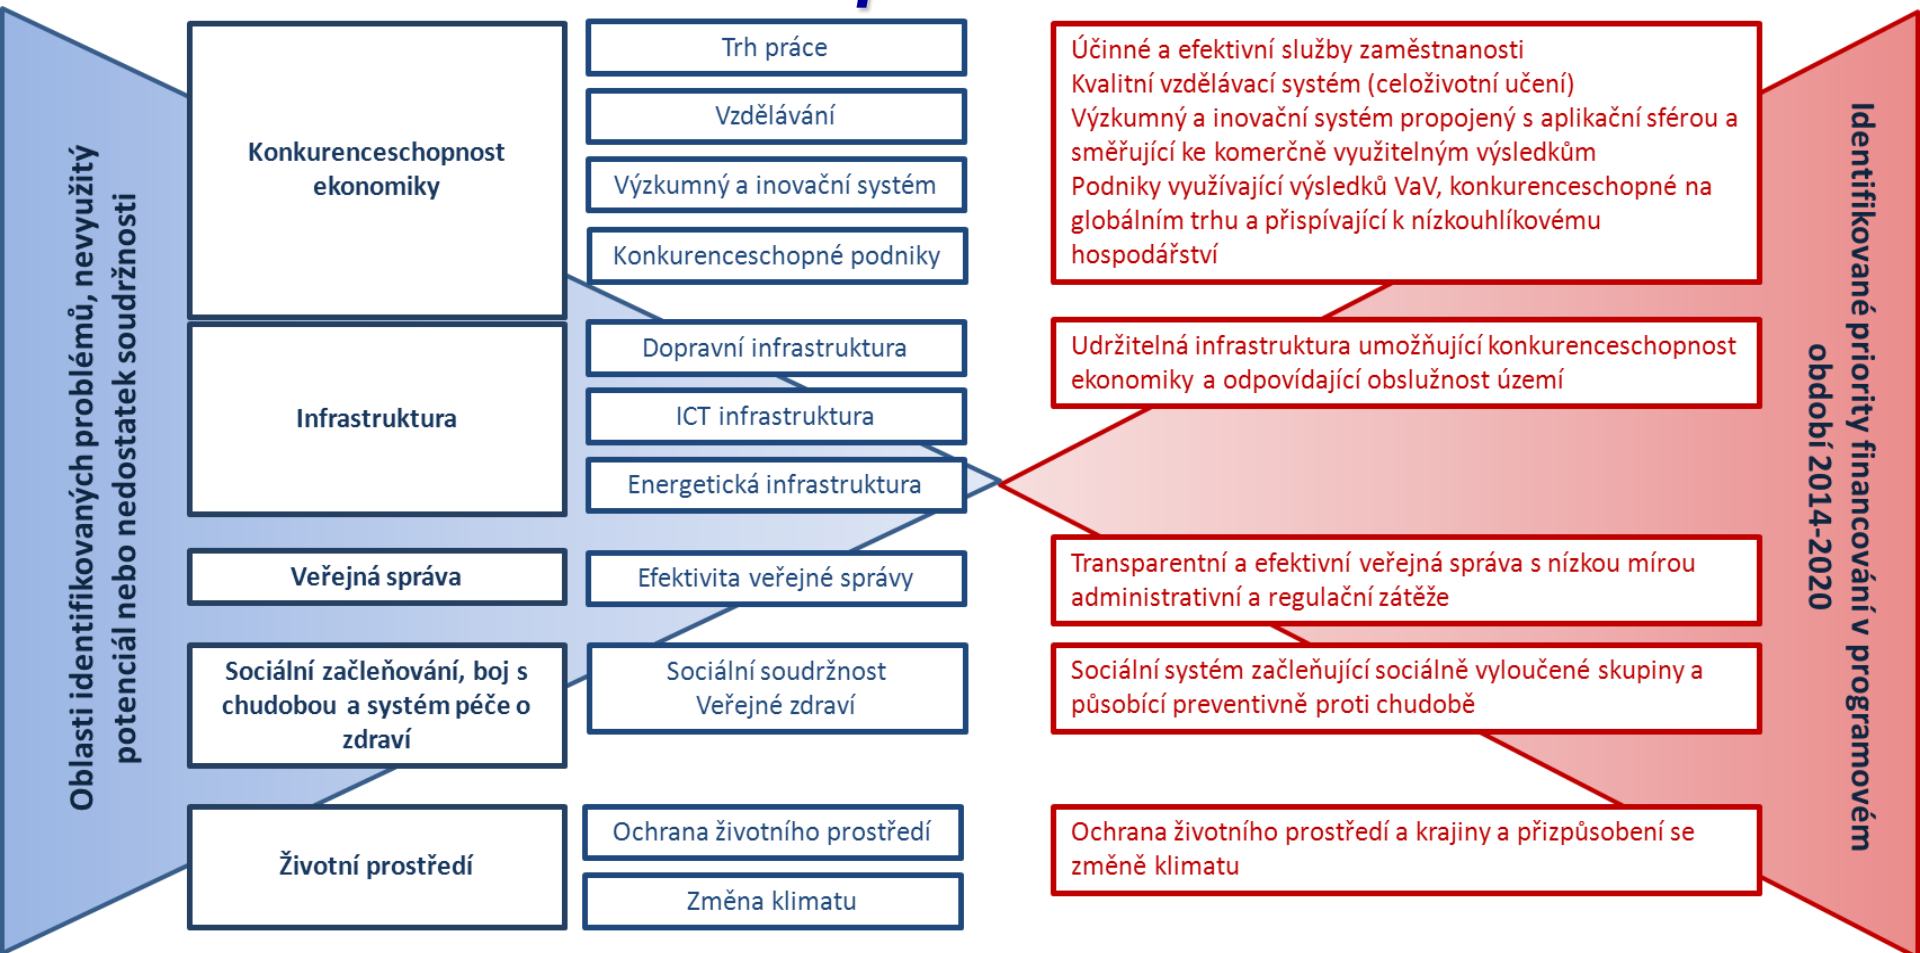 Oblasti identifikovaných problémů, nevyužitý
potenciál nebo nedostatek soudržnosti
Konkurenceschopnost
ekonomiky
Trh práce
Vzdělávání
Výzkumný a inovační systém
Konkurenceschopné podniky
Infrastruktura
Dopravní infrastruktura
ICT infrastruktura
Energetická infrastruktura
Veřejná správa
Efektivita veřejné správy
Sociální začleňování, boj s
chudobou a systém péče o
zdraví
Sociální soudržnost
Veřejné zdraví
Životní prostředí
Ochrana životního prostředí
Změna klimatu
Účinné a efektivní služby zaměstnanosti
Kvalitní vzdělávací systém (celoživotní učení)
Výzkumný a inovační systém propojený s aplikační sférou a
směřující ke komerčně využitelným výsledkům
Podniky využívající výsledků VaV, konkurenceschopné na
globálním trhu a přispívající k nízkouhlíkovému
hospodářství
Udržitelná infrastruktura umožňující konkurenceschopnost
ekonomiky a odpovídající obslužnost území
Transparentní a efektivní veřejná správa s nízkou mírou
administrativní a regulační zátěže
Sociální systém začleňující sociálně vyloučené skupiny a
působící preventivně proti chudobě
Ochrana životního prostředí a krajiny a přizpůsobení se
změně klimatu
Identifikované priority financování v programovém
období 2014-2020